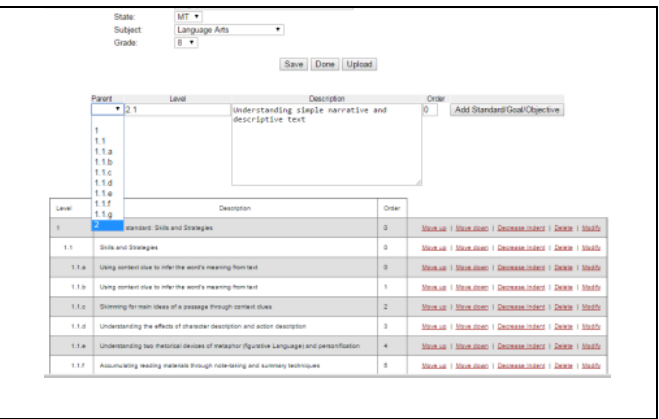 State: MT
Subject: Language Arts
Grade: 8
Save Done Upload
Parent Level Description Order
2.1 Understanding simple narrative and descriptive text 0 Add Standard/Goal/Objective
1
1.1
1.1.a
1.1.b
1.1.c
1.1.d
1.1.e
1.1.f
1.1.g
2
Level Description Order
1 standard: Skills and Strategies 0 Move up | Move down | Decrease Indent | Delete | Modify
1.1 Skills and Strategies 0 Move up | Move down | Decrease Indent | Delete | Modify
1.1.a Using context clue to infer the word's meaning from text 0 Move up | Move down | Decrease Indent | Delete | Modify
1.1.b Using context clue to infer the word's meaning from text 1 Move up | Move down | Decrease Indent | Delete | Modify
1.1.c Skimming for main ideas of a passage through context clues 2 Move up | Move down | Decrease Indent | Delete | Modify
1.1.d Understanding the effects of character description and action description 3 Move up | Move down | Decrease Indent | Delete | Modify
1.1.e Understanding two rhetorical devices of metaphor (figurative Language) and personification 4 Move up | Move down | Decrease Indent | Delete | Modify
1.1.f Accumulating reading materials through note-taking and summary techniques 5 Move up | Move down | Decrease Indent | Delete | Modify